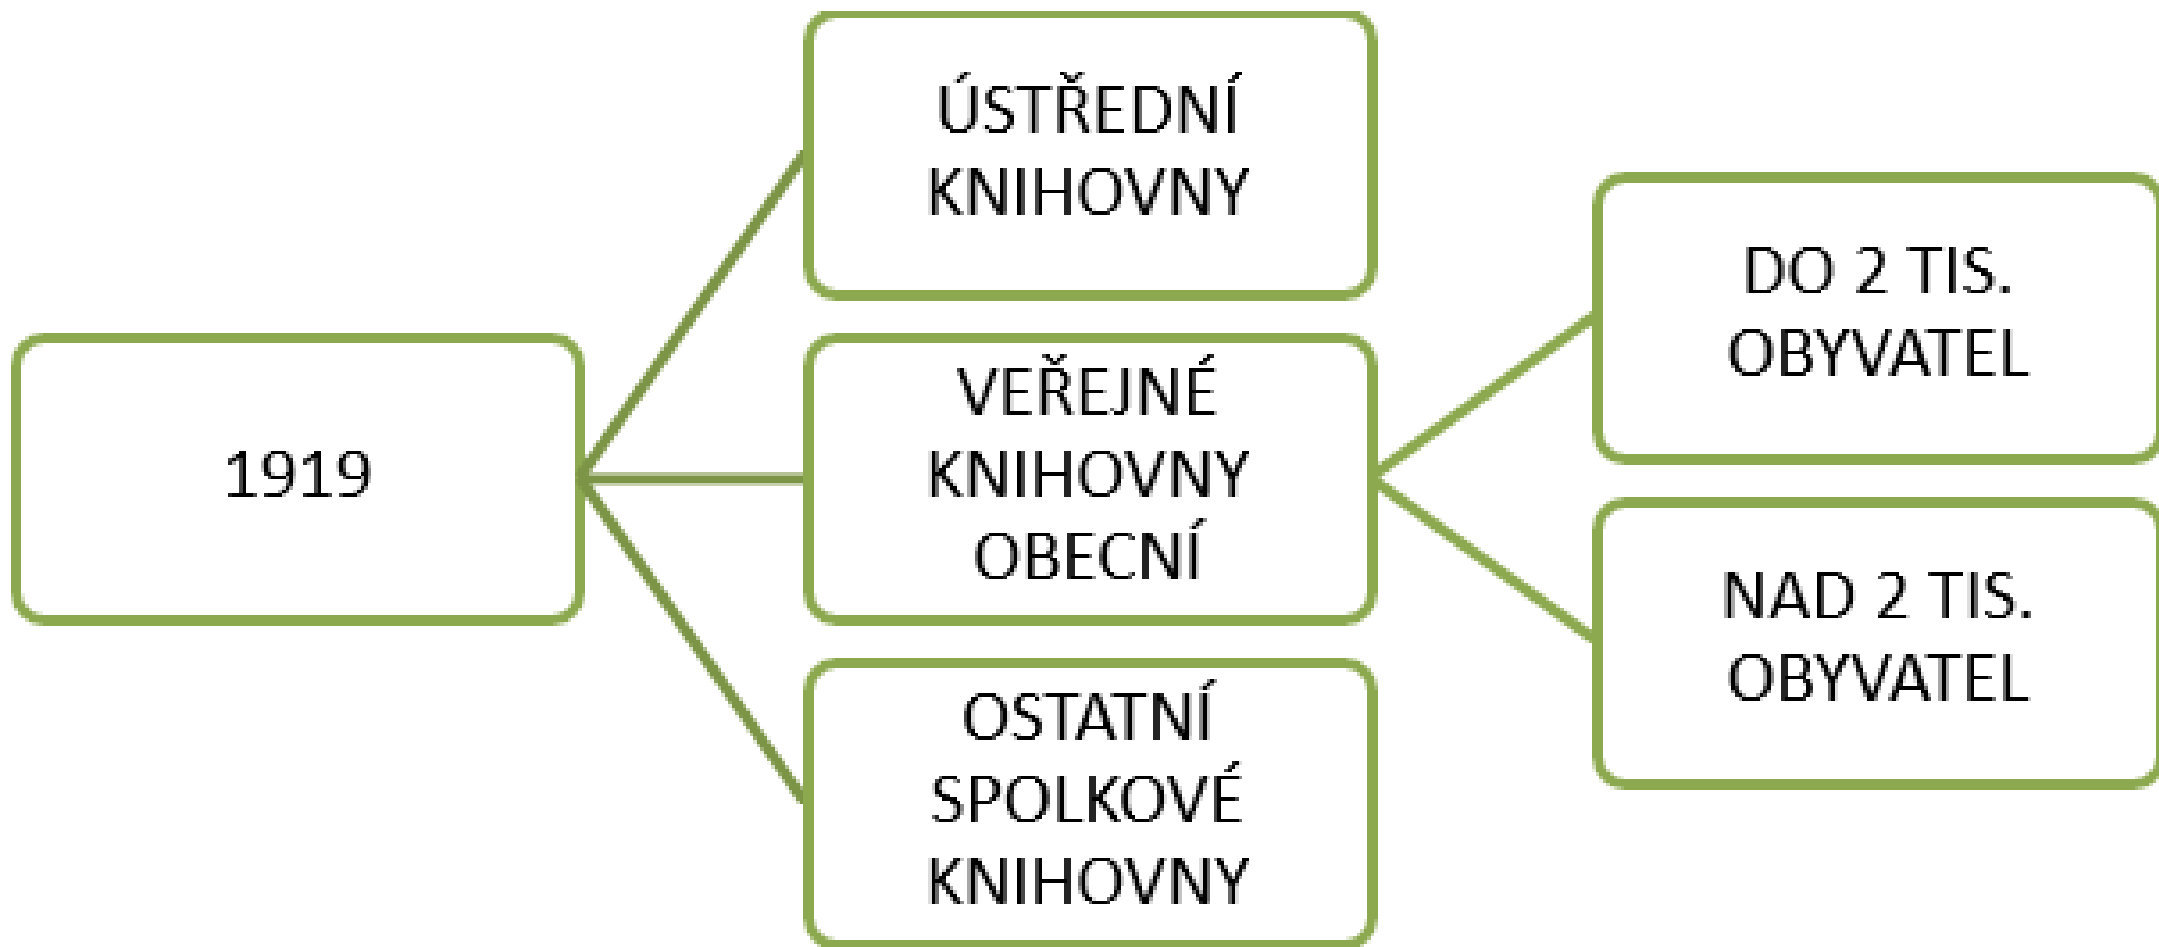 1919
ÚSTŘEDNÍ
KNIHOVNY
VEŘEJNÉ
KNIHOVNY
OBECNÍ
OSTATNÍ
SPOLKOVÉ
KNIHOVNY
DO 2 TIS.
OBYVATEL
NAD 2 TIS.
OBYVATEL